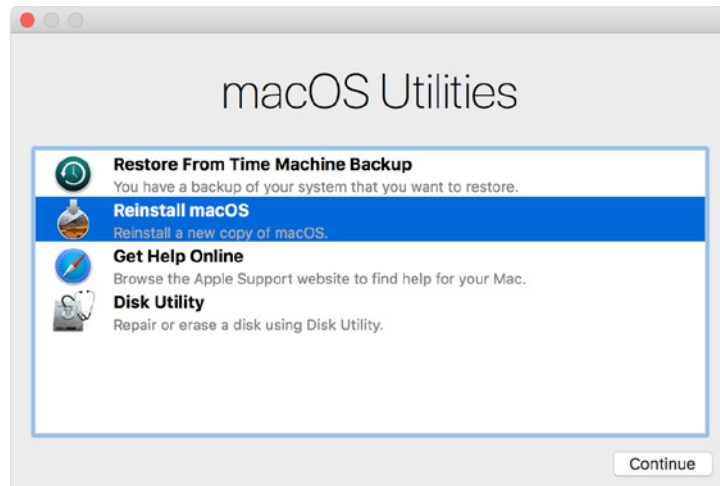 macOS Utilities
Restore From Time Machine Backup
You have a backup of your system that you want to restore.
Reinstall macOS
Reinstall a new copy of macOS.
Get Help Online
Browse the Apple Support website to find help for your Mac.
Disk Utility
Repair or erase a disk using Disk Utility.
Continue